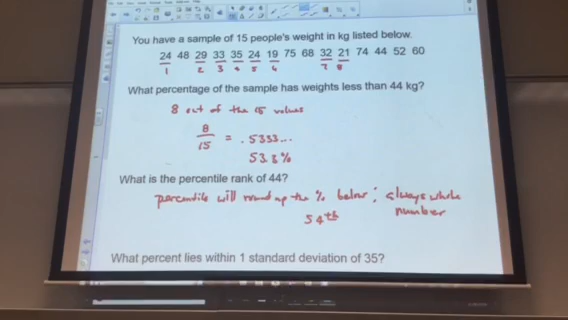 You have a sample of 15 people's weight in kg listed below.
24 48 29 33 35 24 19 75 68 32 21 74 44 52 60
1 2 3 4 5 6 7 8
What percentage of the sample has weights less than 44 kg?
8 out of the 15 values
8
15 = .5333...
53.3%
What is the percentile rank of 44?
percentile will round up the % below; always whole
54th number
What percent lies within 1 standard deviation of 35?